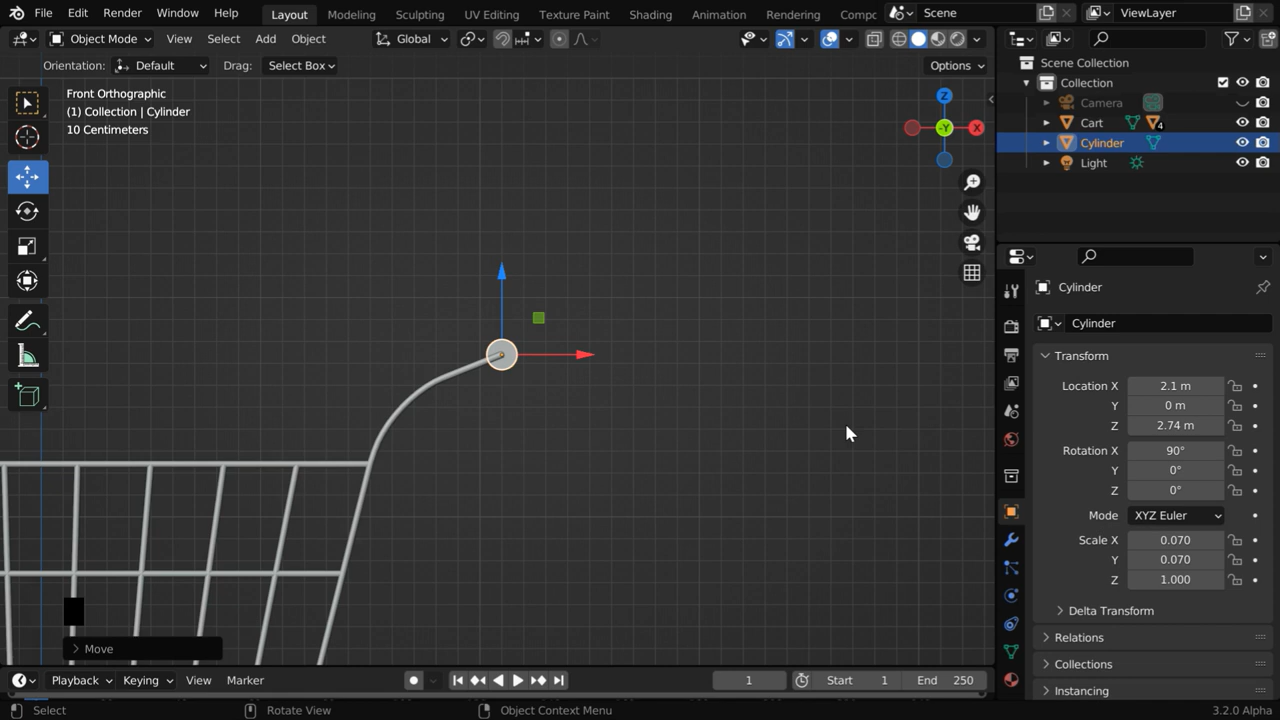 File Edit Render Window Help Layout Modeling Sculpting UV Editing Texture Paint Shading Animation Rendering Compc Scene ViewLayer
Object Mode View Select Add Object Global
Orientation: Default Drag: Select Box Options
Front Orthographic
(1) Collection | Cylinder
10 Centimeters
Z
X
-Y
Move
Scene Collection
Collection
Camera
Cart 4
Cylinder
Light
Cylinder
Cylinder
Transform
Location X 2.1 m
Y 0 m
Z 2.74 m
Rotation X 90°
Y 0°
Z 0°
Mode XYZ Euler
Scale X 0.070
Y 0.070
Z 1.000
Delta Transform
Relations
Collections
Instancing
Playback Keying View Marker 1 Start 1 End 250
Select Rotate View Object Context Menu 3.2.0 Alpha